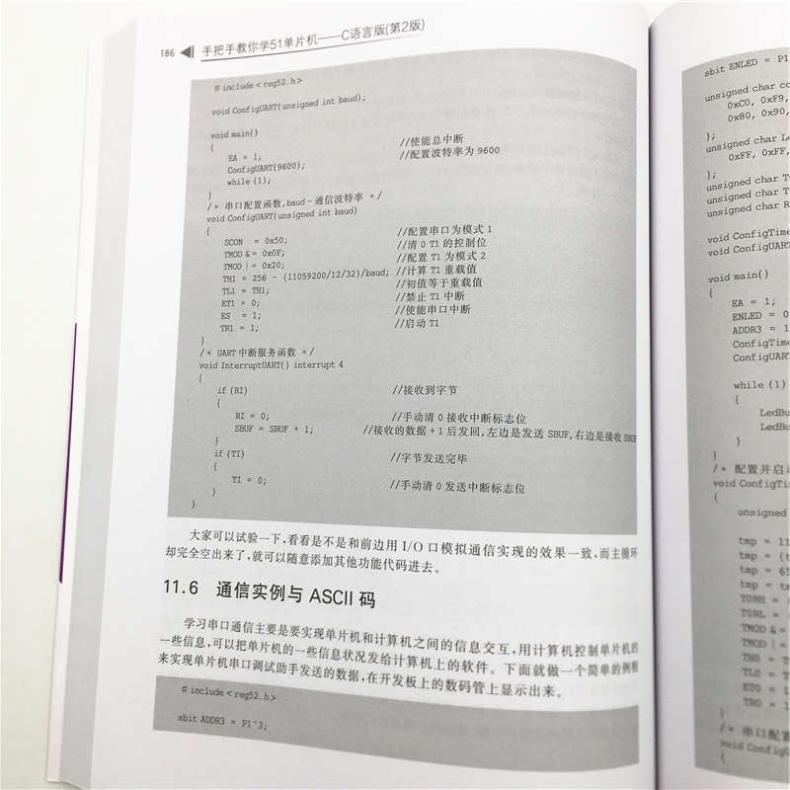 186 手把手教你学51单片机——C语言版(第2版)
# include < reg52.h >
void ConfigUART(unsigned int baud);
void main()
{
EA = 1; //使能总中断
ConfigUART(9600); //配置波特率为 9600
while (1);
}
/* 串口配置函数,baud - 通信波特率 */
void ConfigUART(unsigned int baud)
{
SCON = 0x50; //配置串口为模式 1
TMOD &= 0x0F; //清 0 T1 的控制位
TMOD |= 0x20; //配置 T1 为模式 2
TH1 = 256 - (11059200/12/32)/baud; //计算 T1 重载值
TL1 = TH1; //初值等于重载值
ET1 = 0; //禁止 T1 中断
ES = 1; //使能串口中断
TR1 = 1; //启动 T1
}
/* UART 中断服务函数 */
void InterruptUART() interrupt 4
{
if (RI) //接收到字节
{
RI = 0; //手动清 0 接收中断标志位
SBUF = SBUF + 1; //接收的数据 + 1 后发回,左边是发送 SBUF,右边是接收 SBUF
}
if (TI) //字节发送完毕
{
TI = 0; //手动清 0 发送中断标志位
}
}
大家可以试验一下,看看是不是和前边用 I/O 口模拟通信实现的效果一致,而主循环
却完全空出来了,就可以随意添加其他功能代码进去。
11.6 通信实例与 ASCII 码
学习串口通信主要是要实现单片机和计算机之间的信息交互,用计算机控制单片机的
一些信息,可以把单片机的一些信息状况发给计算机上的软件。下面就做一个简单的例程
来实现单片机串口调试助手发送的数据,在开发板上的数码管上显示出来。
# include < reg52.h >
sbit ADDR3 = P1^3;
sbit ENLED = P1
unsigned char co
0xC0, 0xF9,
0x80, 0x90,
};
unsigned char Le
0xFF, 0xFF,
};
unsigned char T
unsigned char T
unsigned char R
void ConfigTime
void ConfigUAR
void main()
{
EA = 1;
ENLED = 0
ADDR3 = 1
ConfigTime
ConfigUAR
while (1)
{
LedBu
LedBu
}
}
/* 配置并启
void ConfigTi
{
unsigned
tmp = 11
tmp = (t
tmp = 65
tmp = tm
T0RH =
T0RL =
TMOD &=
TMOD |=
TH0 = T
TL0 = T
ET0 = 1
TR0 = 1
}
/* 串口配置
void ConfigU
{